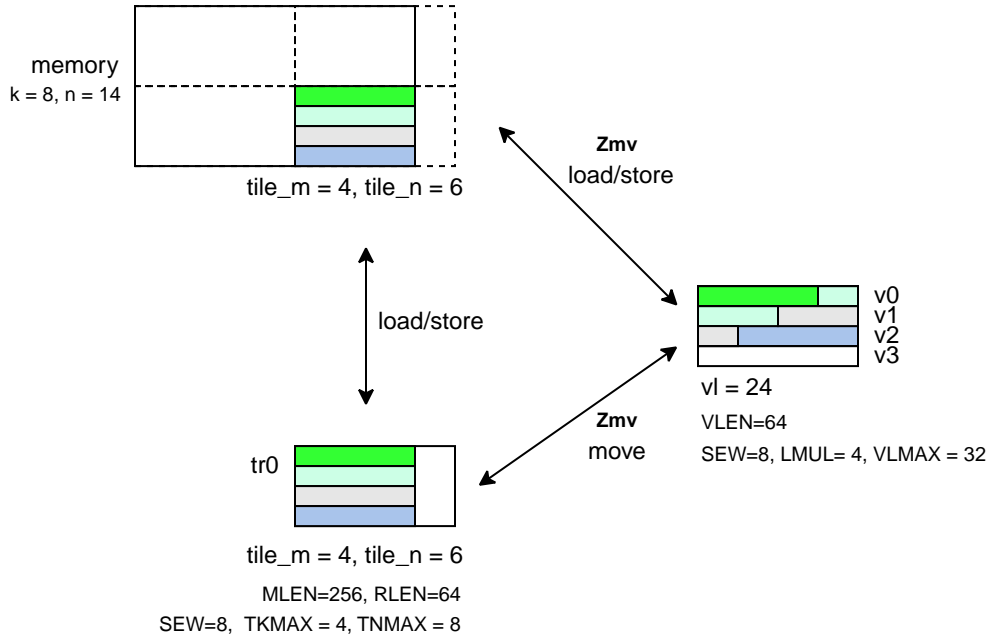 memory
k = 8, n = 14
tile_m = 4, tile_n = 6
Zmv
load/store
load/store
v0
v1
v2
v3
vl = 24
VLEN=64
SEW=8, LMUL= 4, VLMAX = 32
Zmv
move
tr0
tile_m = 4, tile_n = 6
MLEN=256, RLEN=64
SEW=8, TKMAX = 4, TNMAX = 8